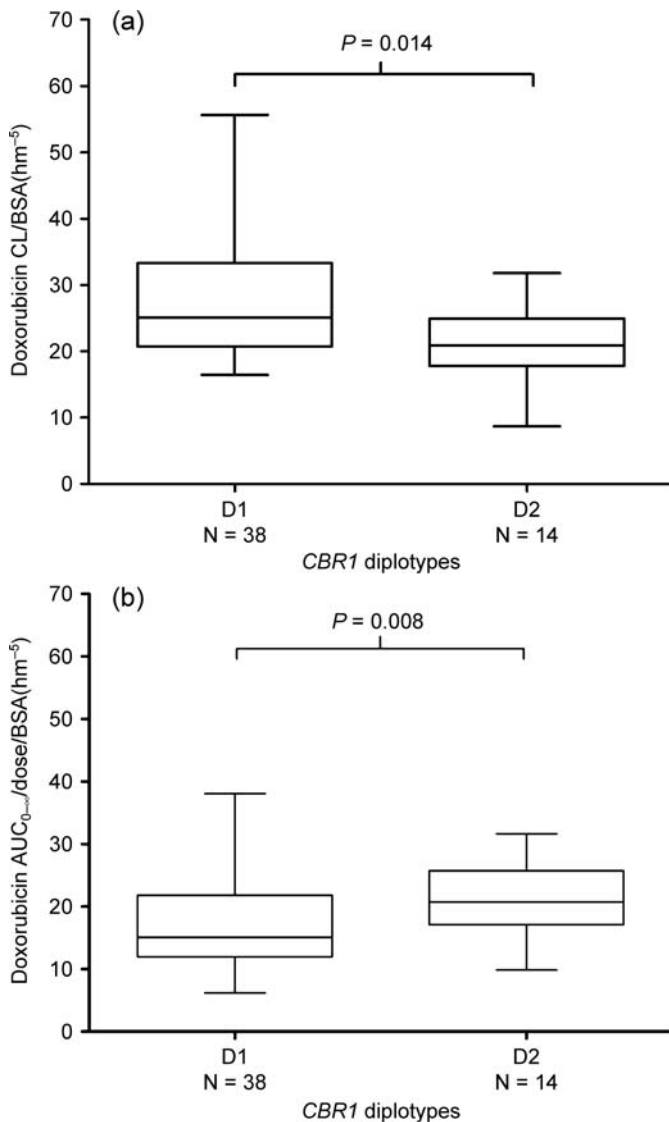 (a)
P = 0.014
Doxorubicin CL/BSA(hm⁻⁵)
70
60
50
40
30
20
10
0
D1
D2
N = 38
N = 14
CBR1 diplotypes
(b)
P = 0.008
Doxorubicin AUC₀₋∞/dose/BSA(hm⁻⁵)
70
60
50
40
30
20
10
0
D1
D2
N = 38
N = 14
CBR1 diplotypes